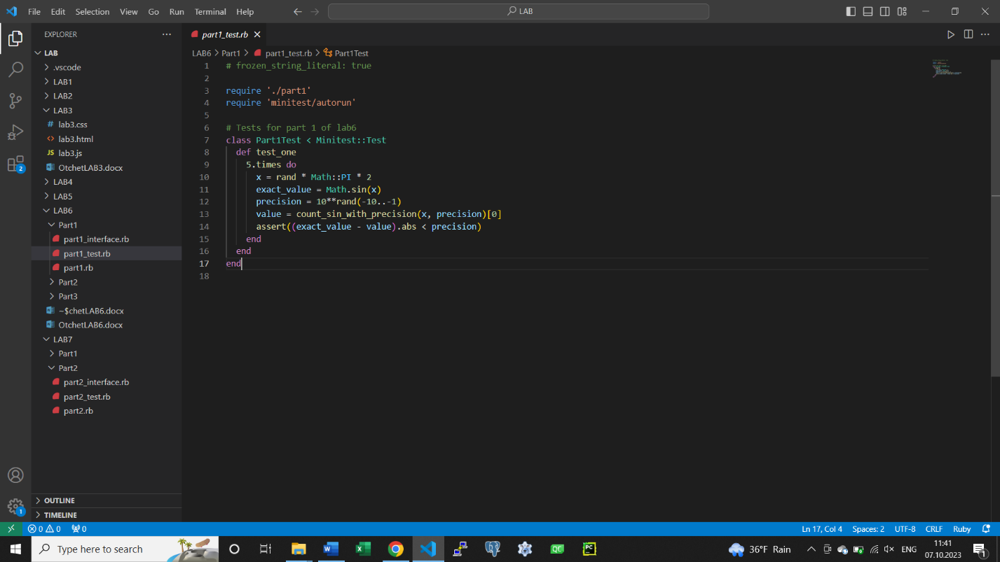 File Edit Selection View Go Run Terminal Help
LAB
EXPLORER
LAB
.vscode
LAB1
LAB2
LAB3
# lab3.css
<> lab3.html
JS lab3.js
OtchetLAB3.docx
LAB4
LAB5
LAB6
Part1
part1_interface.rb
part1_test.rb
part1.rb
Part2
Part3
~$chetLAB6.docx
OtchetLAB6.docx
LAB7
Part1
Part2
part2_interface.rb
part2_test.rb
part2.rb
OUTLINE
TIMELINE
2
1
part1_test.rb
LAB6 > Part1 > part1_test.rb > Part1Test
1 # frozen_string_literal: true
2
3 require './part1'
4 require 'minitest/autorun'
5
6 # Tests for part 1 of lab6
7 class Part1Test < Minitest::Test
8 def test_one
9 5.times do
10 x = rand * Math::PI * 2
11 exact_value = Math.sin(x)
12 precision = 10**rand(-10..-1)
13 value = count_sin_with_precision(x, precision)[0]
14 assert((exact_value - value).abs < precision)
15 end
16 end
17 end
18
0 0 0
Ln 17, Col 4 Spaces: 2 UTF-8 CRLF Ruby
Type here to search
W
X
QC
PC
36°F Rain
ENG
11:41
07.10.2023
1